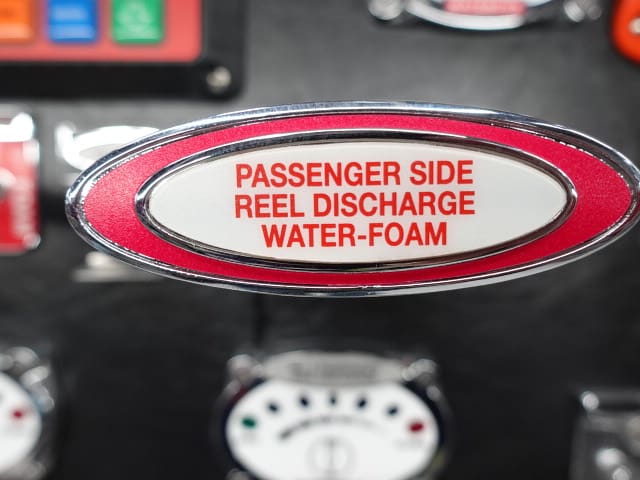 PASSENGER SIDE
REEL DISCHARGE
WATER-FOAM